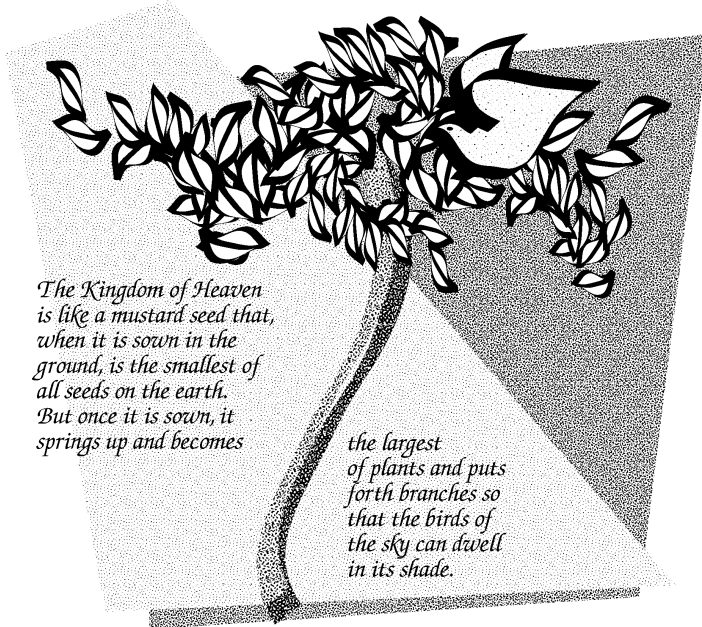 The Kingdom of Heaven
is like a mustard seed that,
when it is sown in the
ground, is the smallest of
all seeds on the earth.
But once it is sown, it
springs up and becomes
the largest
of plants and puts
forth branches so
that the birds of
the sky can dwell
in its shade.